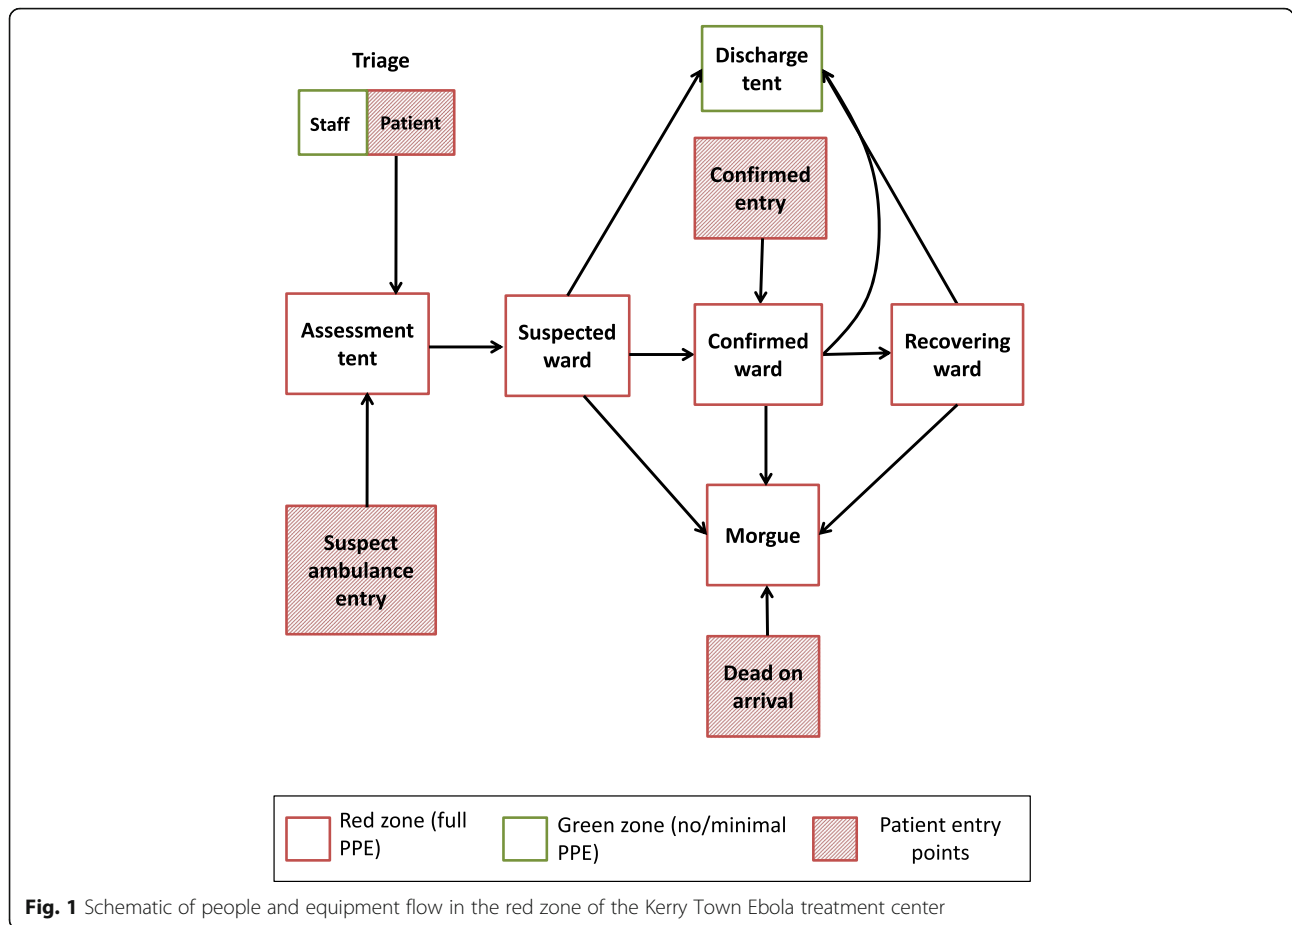 Triage
Staff
Patient
Discharge
tent
Confirmed
entry
Assessment
tent
Suspected
ward
Confirmed
ward
Recovering
ward
Suspect
ambulance
entry
Morgue
Dead on
arrival
Red zone (full
PPE)
Green zone (no/minimal
PPE)
Patient entry
points
Fig. 1 Schematic of people and equipment flow in the red zone of the Kerry Town Ebola treatment center